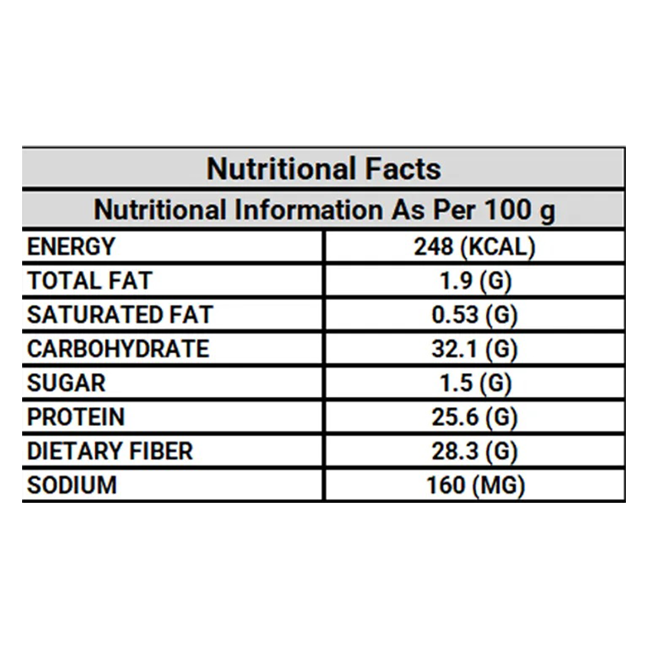 Nutritional Facts
Nutritional Information As Per 100 g
ENERGY 248 (KCAL)
TOTAL FAT 1.9 (G)
SATURATED FAT 0.53 (G)
CARBOHYDRATE 32.1 (G)
SUGAR 1.5 (G)
PROTEIN 25.6 (G)
DIETARY FIBER 28.3 (G)
SODIUM 160 (MG)